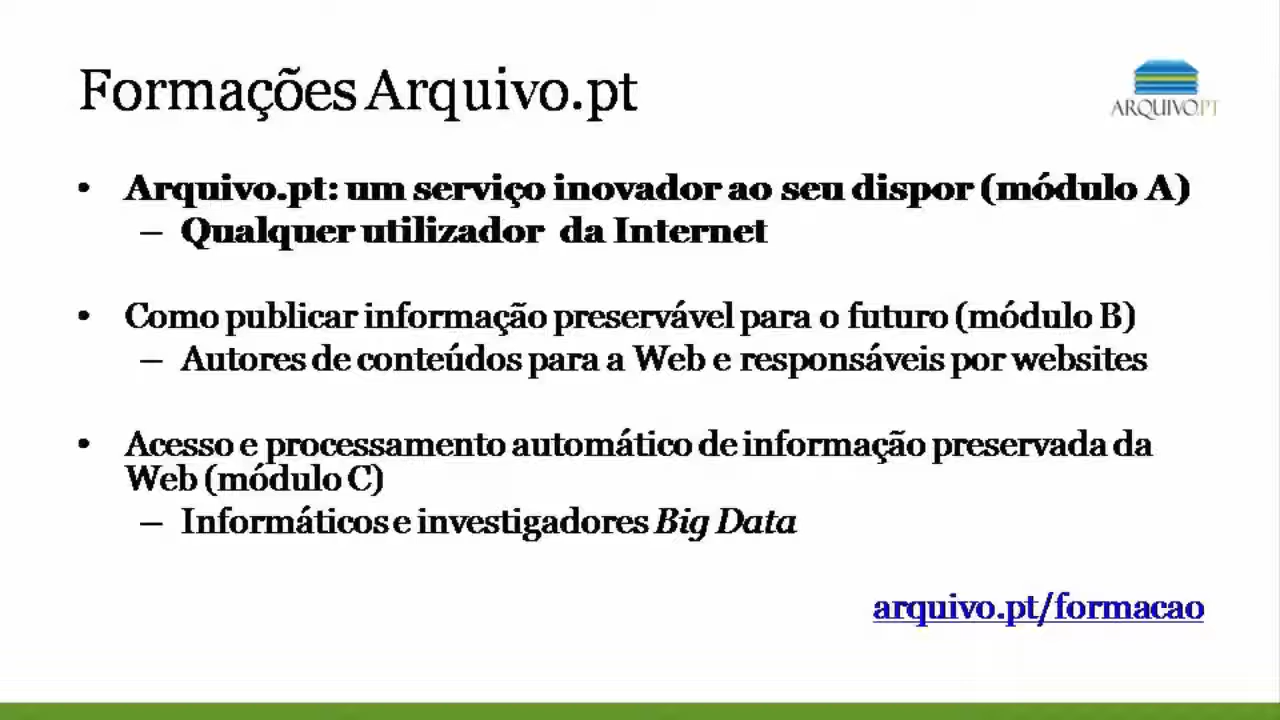 Formações Arquivo.pt
ARQUIVO.PT
• Arquivo.pt: um serviço inovador ao seu dispor (módulo A)
– Qualquer utilizador da Internet
• Como publicar informação preservável para o futuro (módulo B)
– Autores de conteúdos para a Web e responsáveis por websites
• Acesso e processamento automático de informação preservada da
Web (módulo C)
– Informáticos e investigadores Big Data
arquivo.pt/formacao